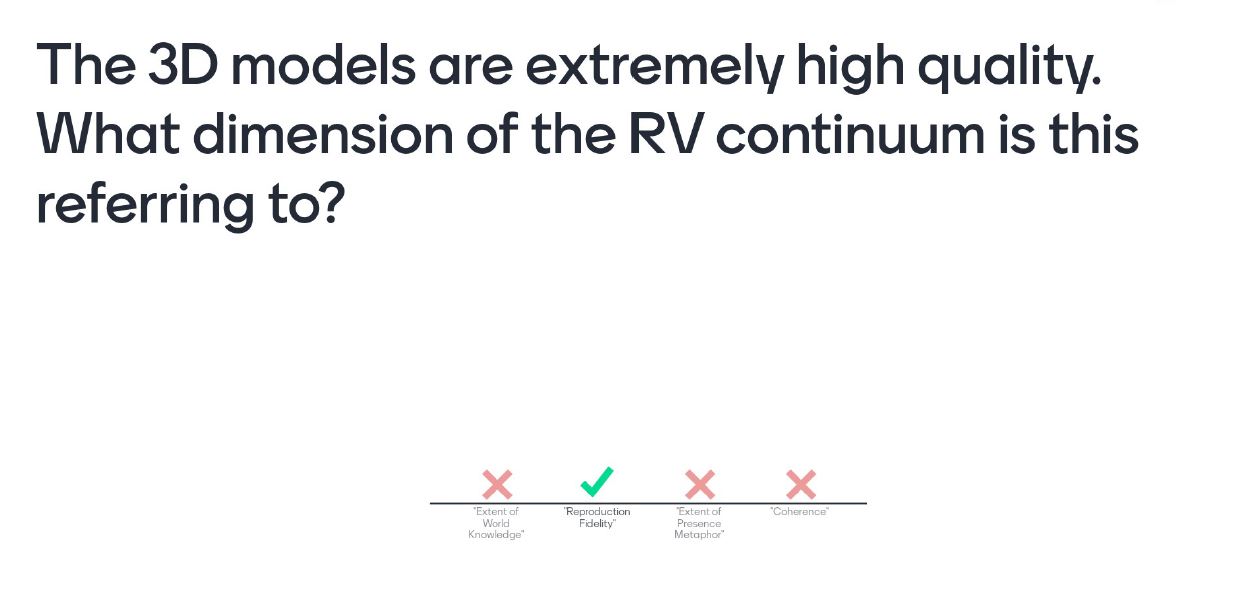 The 3D models are extremely high quality.
What dimension of the RV continuum is this
referring to?
"Extent of
World
Knowledge"
"Reproduction
Fidelity"
"Extent of
Presence
Metaphor"
"Coherence"